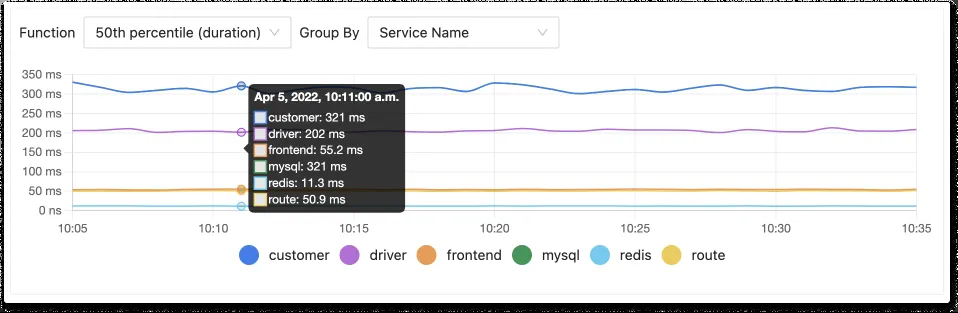 Function 50th percentile (duration) Group By Service Name
350 ms
300 ms
250 ms
200 ms
150 ms
100 ms
50 ms
0 ns
Apr 5, 2022, 10:11:00 a.m.
customer: 321 ms
driver: 202 ms
frontend: 55.2 ms
mysql: 321 ms
redis: 11.3 ms
route: 50.9 ms
10:05 10:10 10:20 10:25 10:30 10:35
customer driver frontend mysql redis route